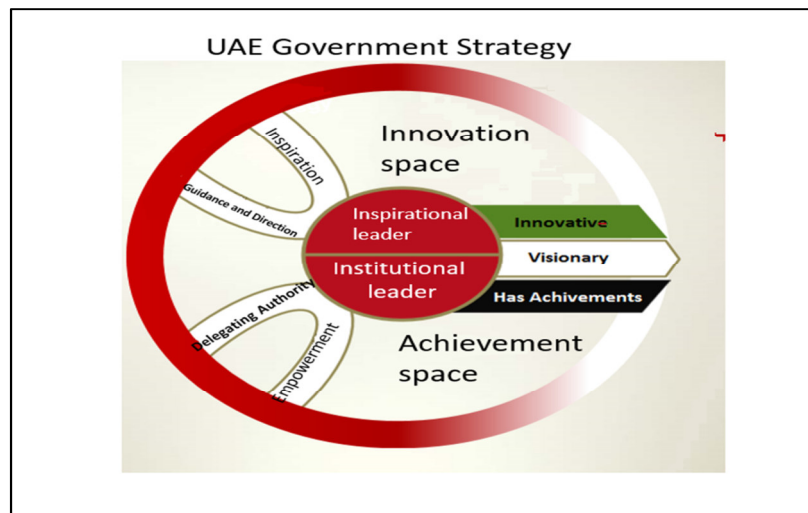 UAE Government Strategy
Innovation
space
Inspiration
Guidance and Direction
Inspirational
leader
Institutional
leader
Innovative
Visionary
Has Achivements
Delegating Authority
Empowerment
Achievement
space